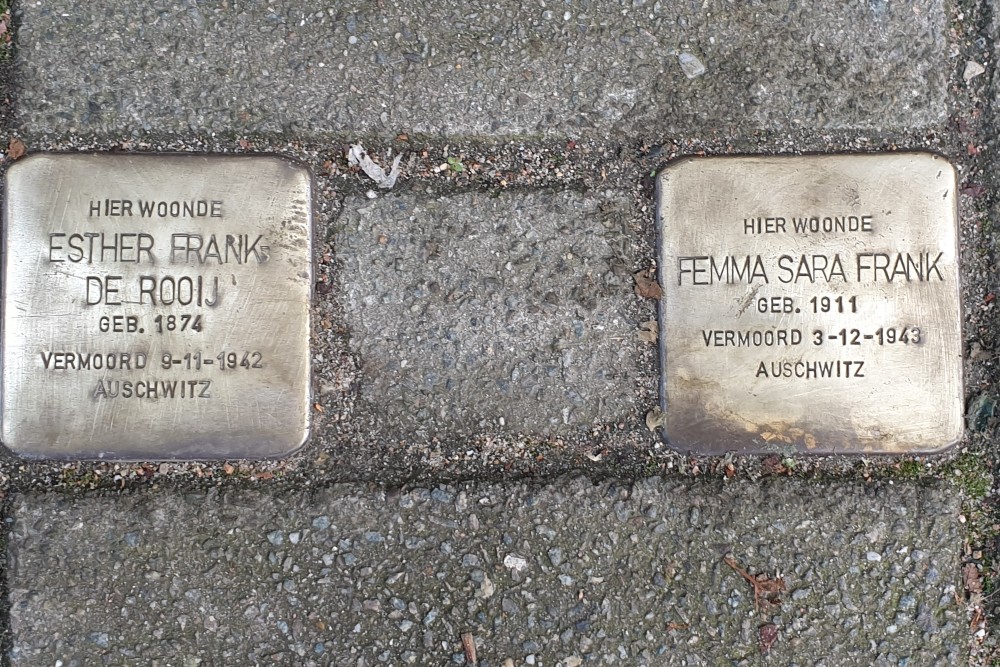 HIER WOONDE
ESTHER FRANK-
DE ROOIJ
GEB. 1874
VERMOORD 9-11-1942
AUSCHWITZ
HIER WOONDE
FEMMA SARA FRANK
GEB. 1911
VERMOORD 3-12-1943
AUSCHWITZ